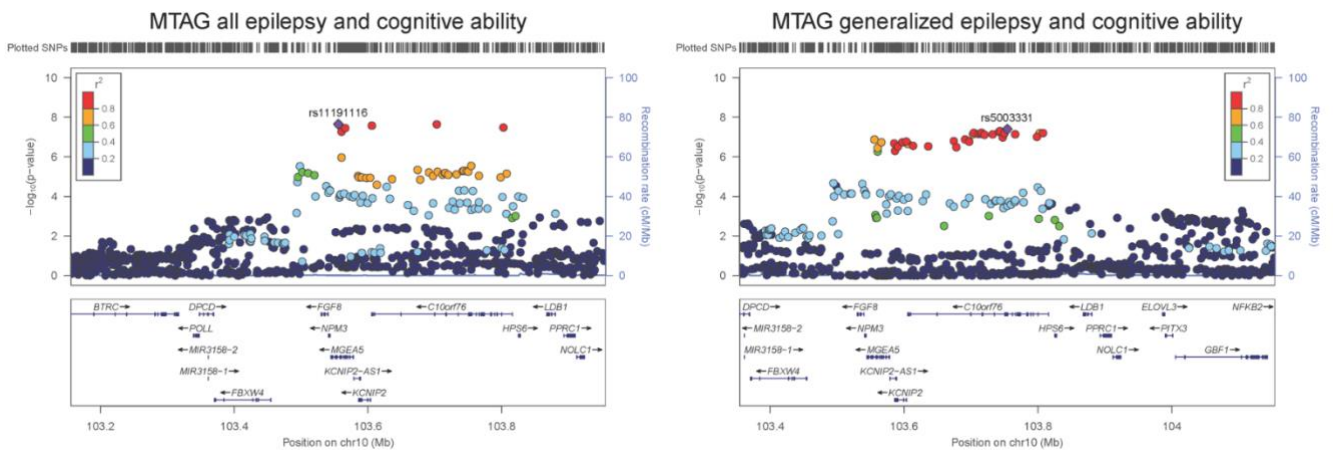 MTAG all epilepsy and cognitive ability
Plotted SNPs
10
8
6
4
2
0
−log₁₀(p−value)
100
80
60
40
20
0
Recombination rate (cM/Mb)
r²
0.8
0.6
0.4
0.2
rs11191116
BTRC→
DPCD→
←FGF8
C10orf76→
←LDB1
←POLL
←NPM3
HPS6→
PPRC1→
←MIR3158−2
←MGEA5
NOLC1→
MIR3158−1→
KCNIP2−AS1→
←FBXW4
←KCNIP2
103.2
103.4
103.6
103.8
Position on chr10 (Mb)
MTAG generalized epilepsy and cognitive ability
Plotted SNPs
10
8
6
4
2
0
−log₁₀(p−value)
100
80
60
40
20
0
Recombination rate (cM/Mb)
r²
0.8
0.6
0.4
0.2
rs5003331
DPCD→
←FGF8
←C10orf76
←LDB1
ELOVL3→
NFKB2→
←MIR3158−2
←NPM3
HPS6→
PPRC1→
←PITX3
MIR3158−1→
←MGEA5
NOLC1→
GBF1→
←FBXW4
KCNIP2−AS1→
←KCNIP2
103.4
103.6
103.8
104
Position on chr10 (Mb)